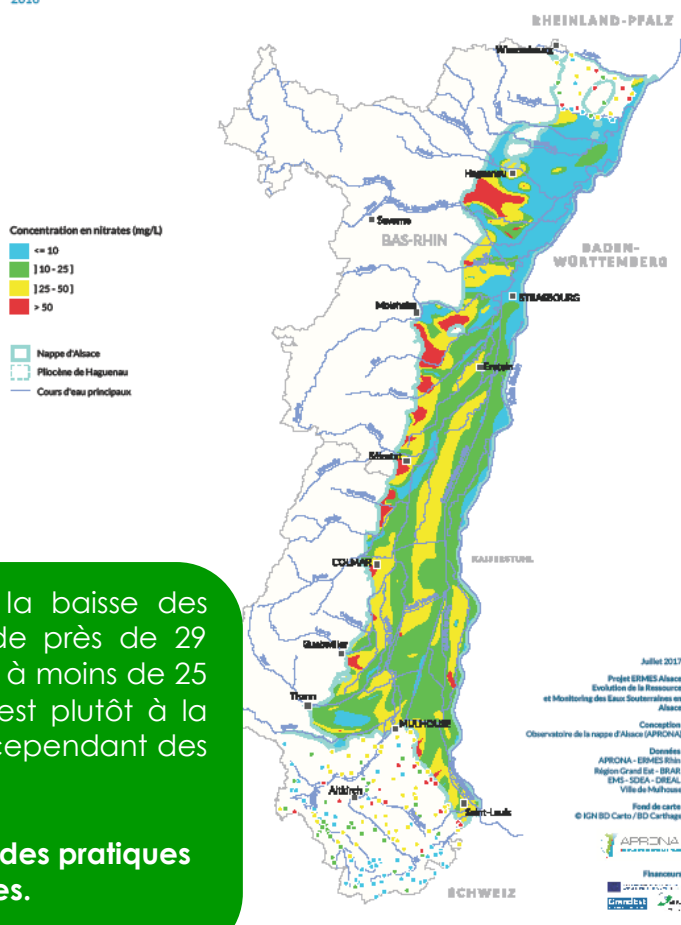 2016
RHEINLAND-PFALZ
Wissembourg
Haguenau
Saverne
BAS-RHIN
BADEN-
WÜRTTEMBERG
Concentration en nitrates (mg/L)
<= 10
]10 - 25]
]25 - 50]
> 50
Nappe d'Alsace
Pliocène de Haguenau
Cours d'eau principaux
STRASBOURG
Molsheim
Erstein
Sélestat
COLMAR
KAISERSTUHL
Guebwiller
Thann
MULHOUSE
Altkirch
Saint-Louis
SCHWEIZ
la baisse des
de près de 29
à moins de 25
est plutôt à la
cependant des
des pratiques
es.
Juillet 2017
Projet ERMES Alsace
Evolution de la Ressource
et Monitoring des Eaux Souterraines en
Alsace
Conception
Observatoire de la nappe d'Alsace (APRONA)
Données
APRONA - ERMES Rhin
Région Grand Est - BRAR
EMS - SDEA - DREAL
Ville de Mulhouse
Fond de carte
© IGN BD Carto / BD Carthage
APRONA
Financeurs
GrandEst